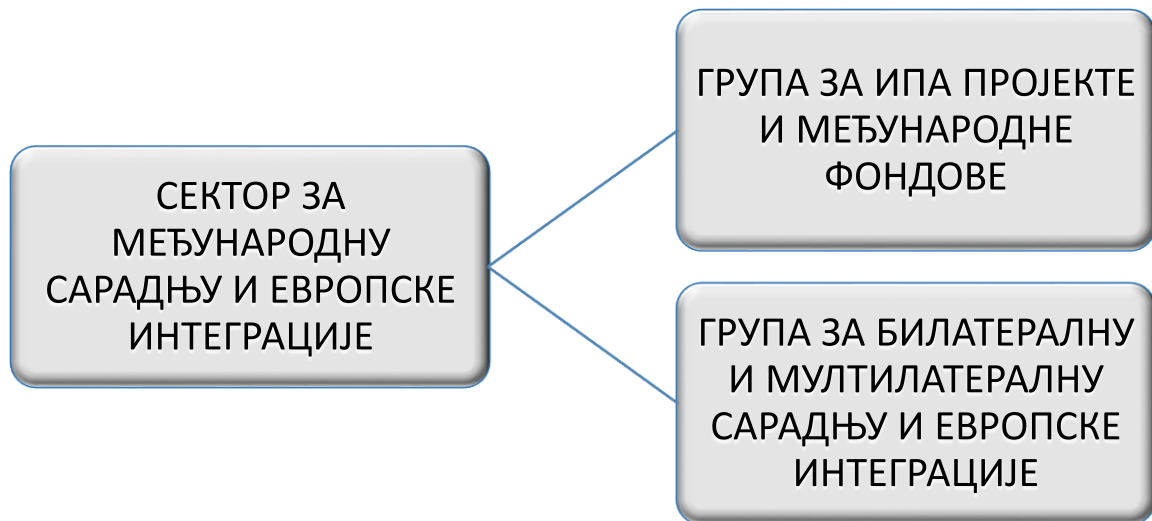 СЕКТОР ЗА
МЕЂУНАРОДНУ
САРАДЊУ И ЕВРОПСКЕ
ИНТЕГРАЦИЈЕ
ГРУПА ЗА ИПА ПРОЈЕКТЕ
И МЕЂУНАРОДНЕ
ФОНДОВЕ
ГРУПА ЗА БИЛАТЕРАЛНУ
И МУЛТИЛАТЕРАЛНУ
САРАДЊУ И ЕВРОПСКЕ
ИНТЕГРАЦИЈЕ